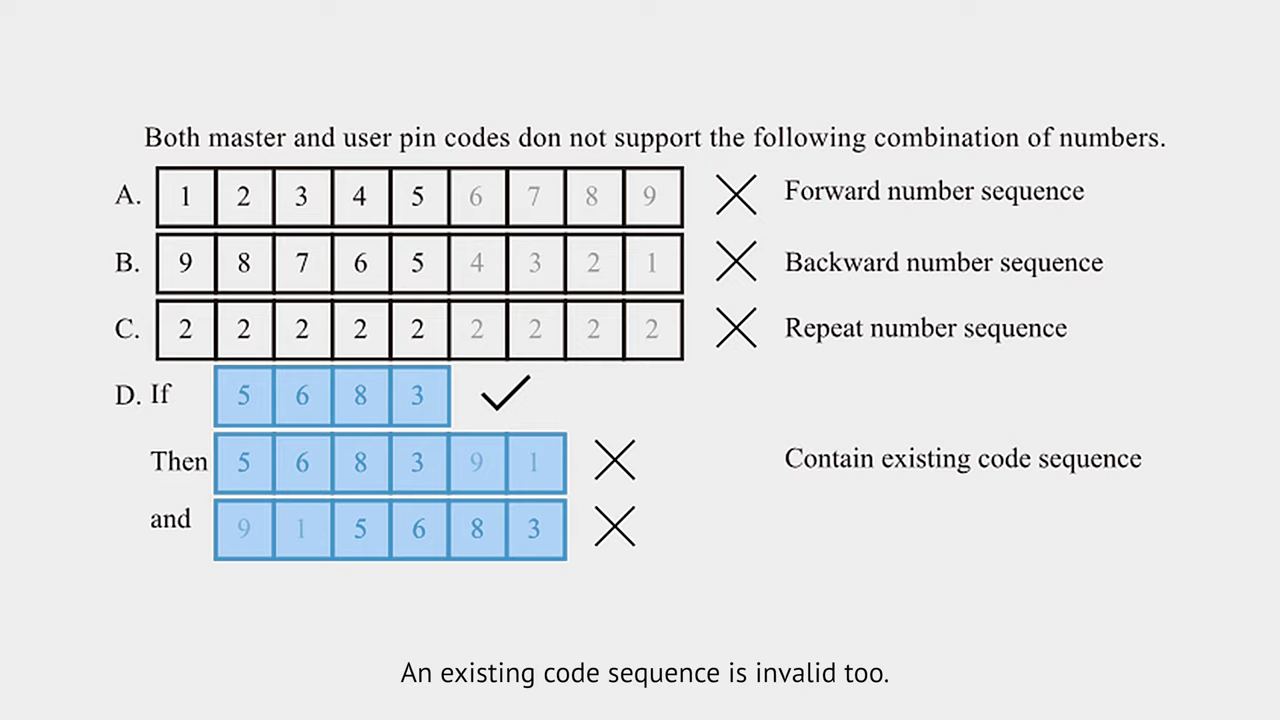 Both master and user pin codes don not support the following combination of numbers.
A. 1 2 3 4 5 6 7 8 9 Forward number sequence
B. 9 8 7 6 5 4 3 2 1 Backward number sequence
C. 2 2 2 2 2 2 2 2 2 Repeat number sequence
D. If 5 6 8 3
Then 5 6 8 3 9 1 Contain existing code sequence
and 9 1 5 6 8 3
An existing code sequence is invalid too.